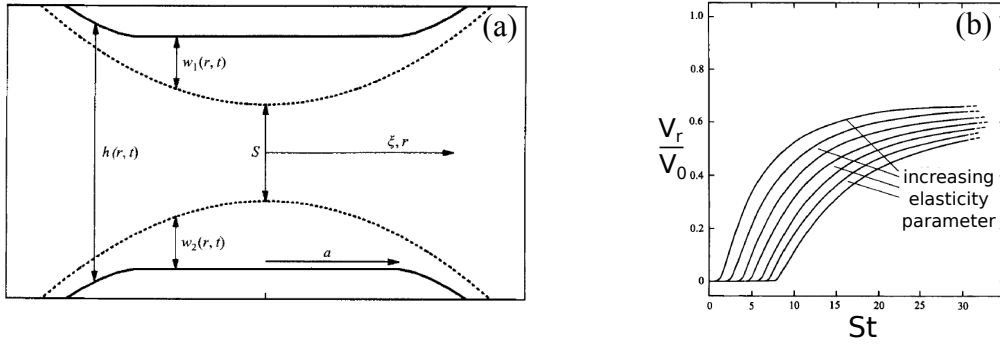 (a)
w₁(r, t)
h(r, t)
S
ξ, r
w₂(r, t)
a
(b)
1.0
0.8
0.6
0.4
0.2
0
Vᵣ
V₀
increasing
elasticity
parameter
0 5 10 15 20 25 30
St